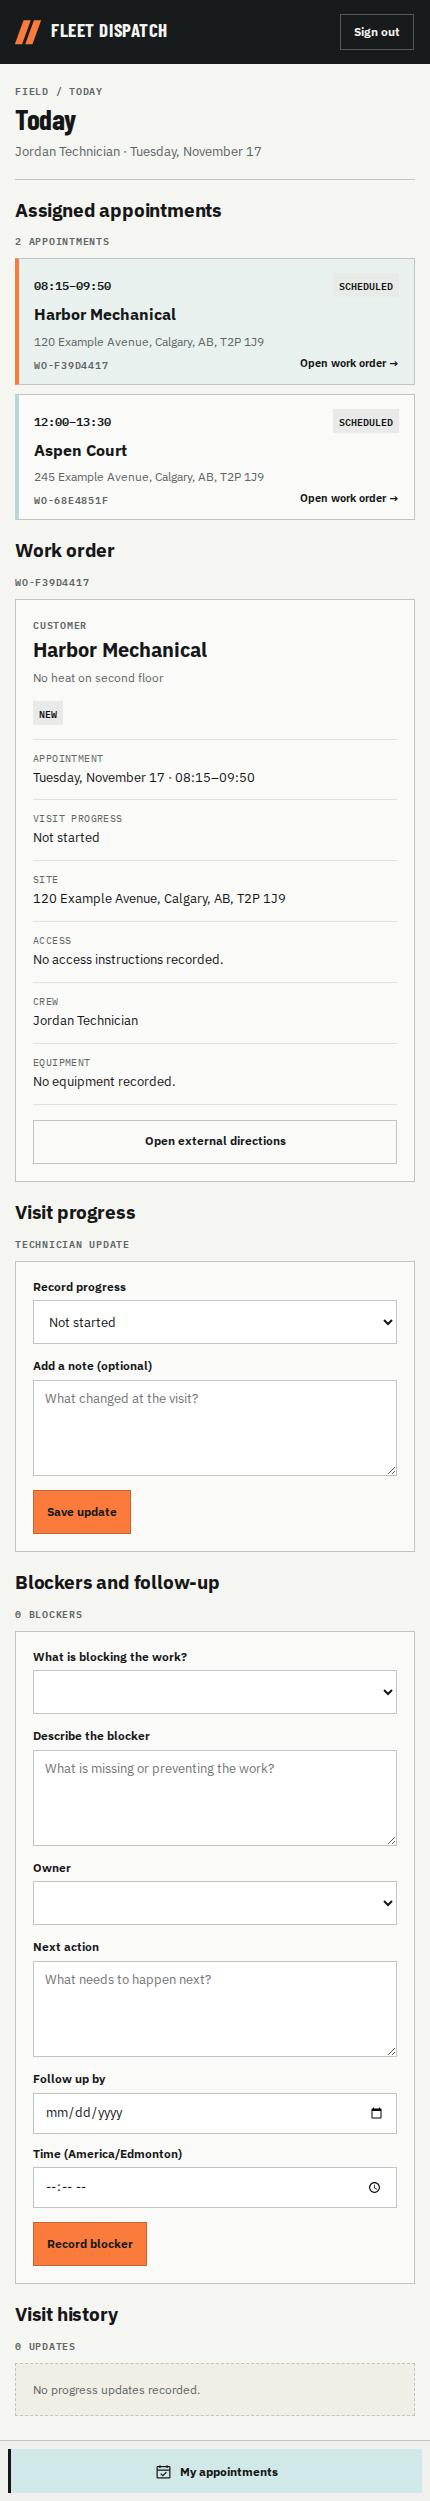 FLEET DISPATCH
Sign out
FIELD / TODAY
Today
Jordan Technician · Tuesday, November 17
Assigned appointments
2 APPOINTMENTS
08:15–09:50
SCHEDULED
Harbor Mechanical
120 Example Avenue, Calgary, AB, T2P 1J9
WO-F39D4417
Open work order →
12:00–13:30
SCHEDULED
Aspen Court
245 Example Avenue, Calgary, AB, T2P 1J9
WO-68E4851F
Open work order →
Work order
WO-F39D4417
CUSTOMER
Harbor Mechanical
No heat on second floor
NEW
APPOINTMENT
Tuesday, November 17 · 08:15–09:50
VISIT PROGRESS
Not started
SITE
120 Example Avenue, Calgary, AB, T2P 1J9
ACCESS
No access instructions recorded.
CREW
Jordan Technician
EQUIPMENT
No equipment recorded.
Open external directions
Visit progress
TECHNICIAN UPDATE
Record progress
Not started
Add a note (optional)
What changed at the visit?
Save update
Blockers and follow-up
0 BLOCKERS
What is blocking the work?
Describe the blocker
What is missing or preventing the work?
Owner
Next action
What needs to happen next?
Follow up by
mm/dd/yyyy
Time (America/Edmonton)
--:-- --
Record blocker
Visit history
0 UPDATES
No progress updates recorded.
My appointments